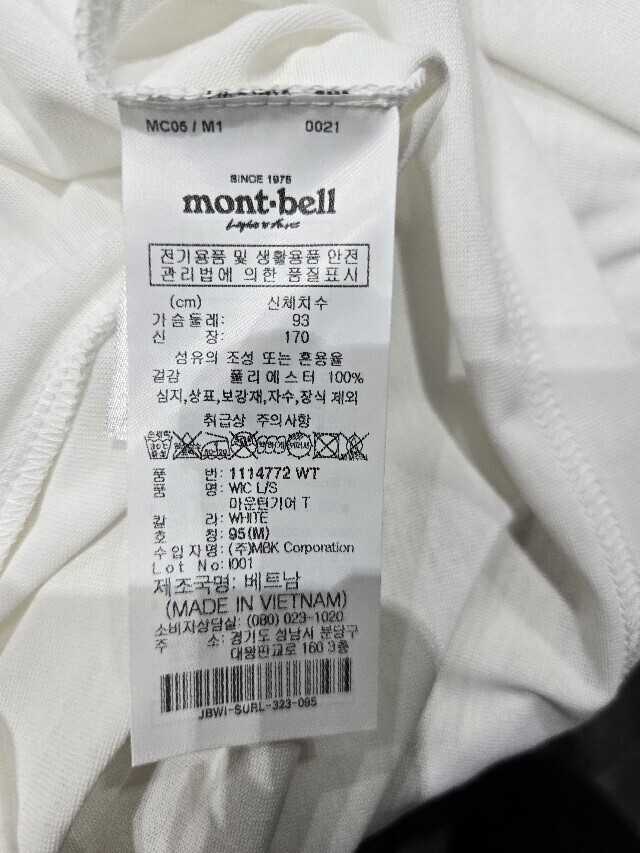 MC05 / M1 0021
SINCE 1975
mont·bell
전기용품 및 생활용품 안전
관리법에 의한 품질표시
(cm) 신체치수
가슴둘레: 93
신 장: 170
섬유의 조성 또는 혼용율
겉감 폴리에스터 100%
심지,상표,보강재,자수,장식 제외
취급상 주의사항
품 번: 1114772 WT
품 명: WIC L/S
마운틴기어 T
칼 라: WHITE
호 칭: 95(M)
수입자명: (주)MBK Corporation
Lot No: I001
제조국명: 베트남
(MADE IN VIETNAM)
소비자상담실: (080) 023-1020
주 소: 경기도 성남시 분당구
대왕판교로 160 3층
JBWI-SURL-323-095